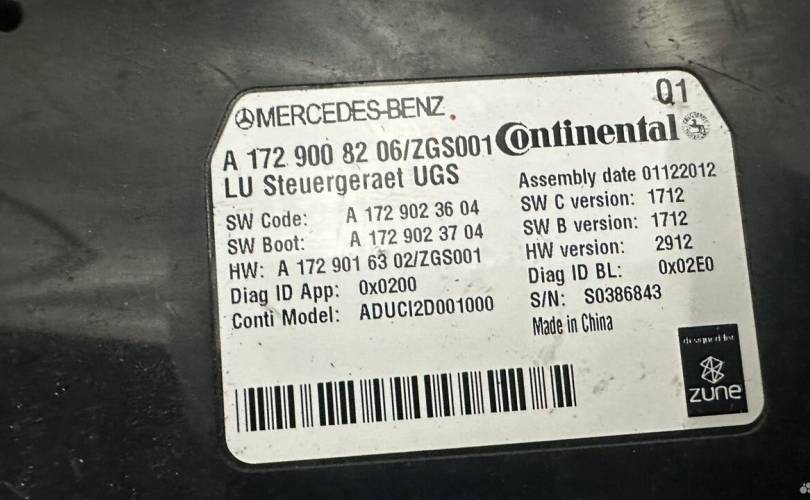 Q1
MERCEDES-BENZ
Continental
A 172 900 82 06/ZGS001
LU Steuergeraet UGS
SW Code: A 172 902 36 04
SW Boot: A 172 902 37 04
HW: A 172 901 63 02/ZGS001
Diag ID App: 0x0200
Conti Model: ADUCI2D001000
Assembly date 01122012
SW C version: 1712
SW B version: 1712
HW version: 2912
Diag ID BL: 0x02E0
S/N: S0386843
Made in China
designed for
zune